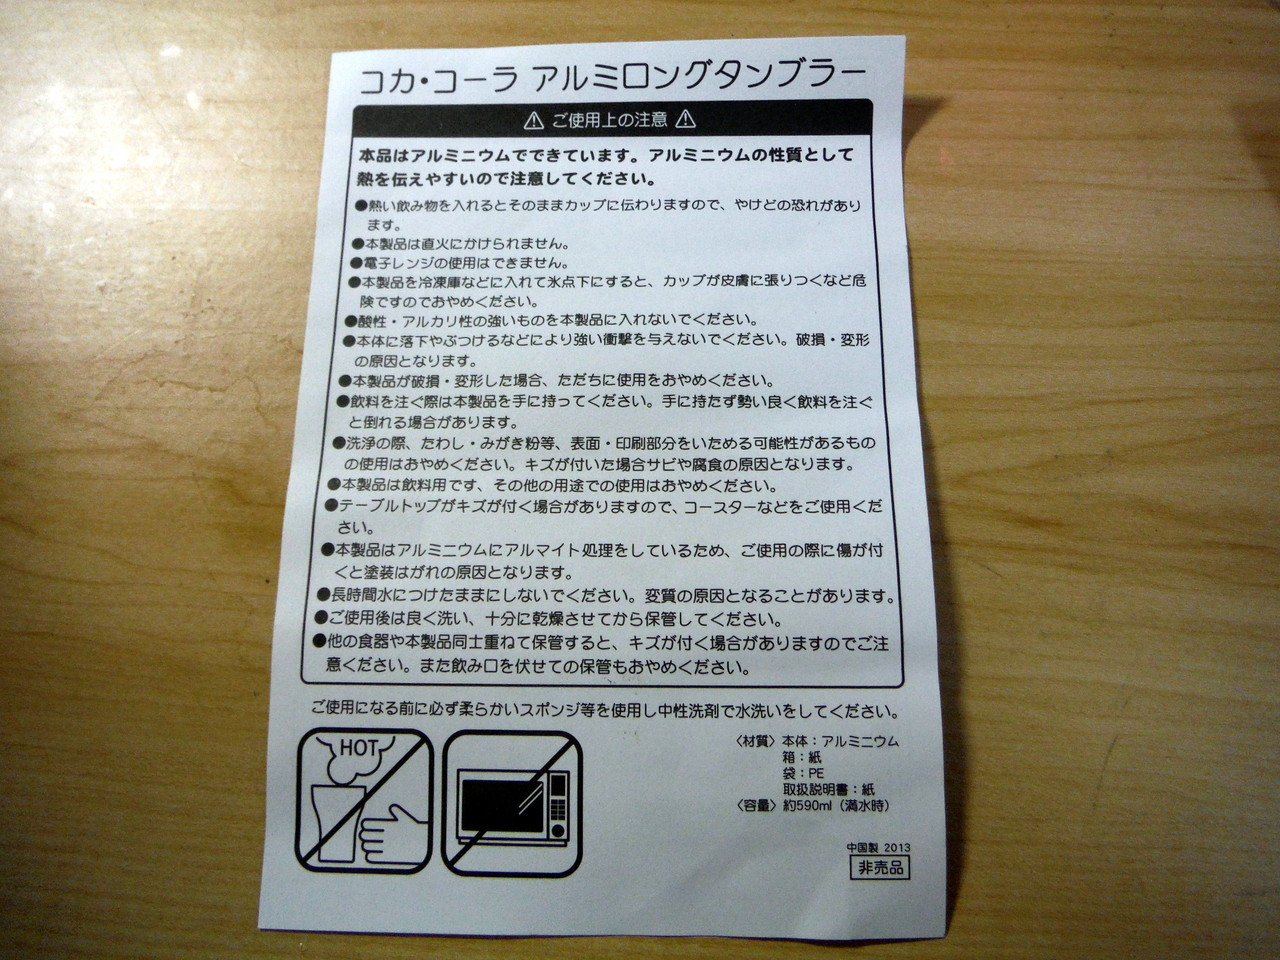 コカ・コーラ アルミロングタンブラー
⚠ ご使用上の注意 ⚠
本品はアルミニウムでできています。アルミニウムの性質として
熱を伝えやすいので注意してください。
●熱い飲み物を入れるとそのままカップに伝わりますので、やけどの恐れがあり
ます。
●本製品は直火にかけられません。
●電子レンジの使用はできません。
●本製品を冷凍庫などに入れて氷点下にすると、カップが皮膚に張りつくなど危
険ですのでおやめください。
●酸性・アルカリ性の強いものを本製品に入れないでください。
●本体に落下やぶつけるなどにより強い衝撃を与えないでください。破損・変形
の原因となります。
●本製品が破損・変形した場合、ただちに使用をおやめください。
●飲料を注ぐ際は本製品を手に持ってください。手に持たず勢い良く飲料を注ぐ
と倒れる場合があります。
●洗浄の際、たわし・みがき粉等、表面・印刷部分をいためる可能性があるもの
の使用はおやめください。キズが付いた場合サビや腐食の原因となります。
●本製品は飲料用です、その他の用途での使用はおやめください。
●テーブルトップがキズが付く場合がありますので、コースターなどをご使用くだ
さい。
●本製品はアルミニウムにアルマイト処理をしているため、ご使用の際に傷が付
くと塗装はがれの原因となります。
●長時間水につけたままにしないでください。変質の原因となることがあります。
●ご使用後は良く洗い、十分に乾燥させてから保管してください。
●他の食器や本製品同士重ねて保管すると、キズが付く場合がありますのでご注
意ください。また飲み口を伏せての保管もおやめください。
ご使用になる前に必ず柔らかいスポンジ等を使用し中性洗剤で水洗いをしてください。
HOT
〈材質〉本体：アルミニウム
箱：紙
袋：PE
取扱説明書：紙
〈容量〉約590ml（満水時）
中国製 2013
非売品